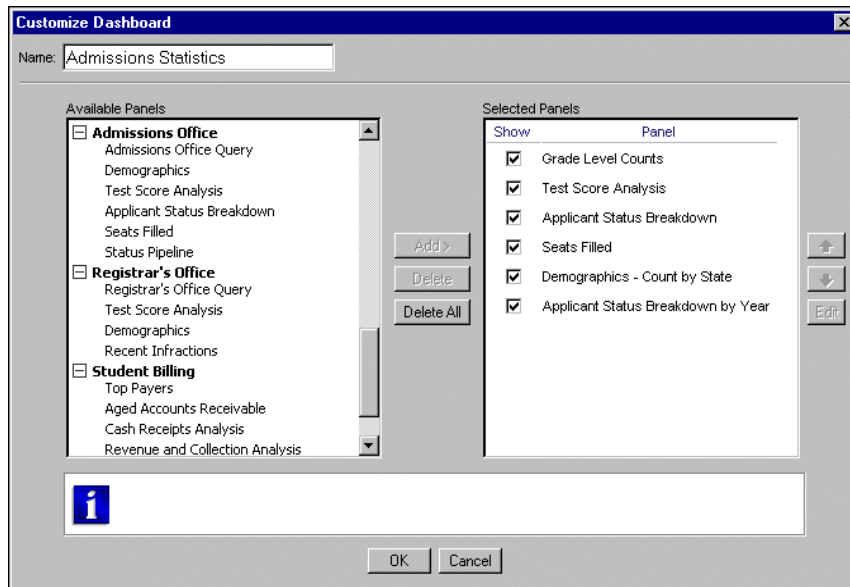 Customize Dashboard
Name: Admissions Statistics
Available Panels
Admissions Office
Admissions Office Query
Demographics
Test Score Analysis
Applicant Status Breakdown
Seats Filled
Status Pipeline
Registrar's Office
Registrar's Office Query
Test Score Analysis
Demographics
Recent Infractions
Student Billing
Top Payers
Aged Accounts Receivable
Cash Receipts Analysis
Revenue and Collection Analysis
Add >
Delete
Delete All
Selected Panels
Show Panel
Grade Level Counts
Test Score Analysis
Applicant Status Breakdown
Seats Filled
Demographics - Count by State
Applicant Status Breakdown by Year
Edit
OK Cancel